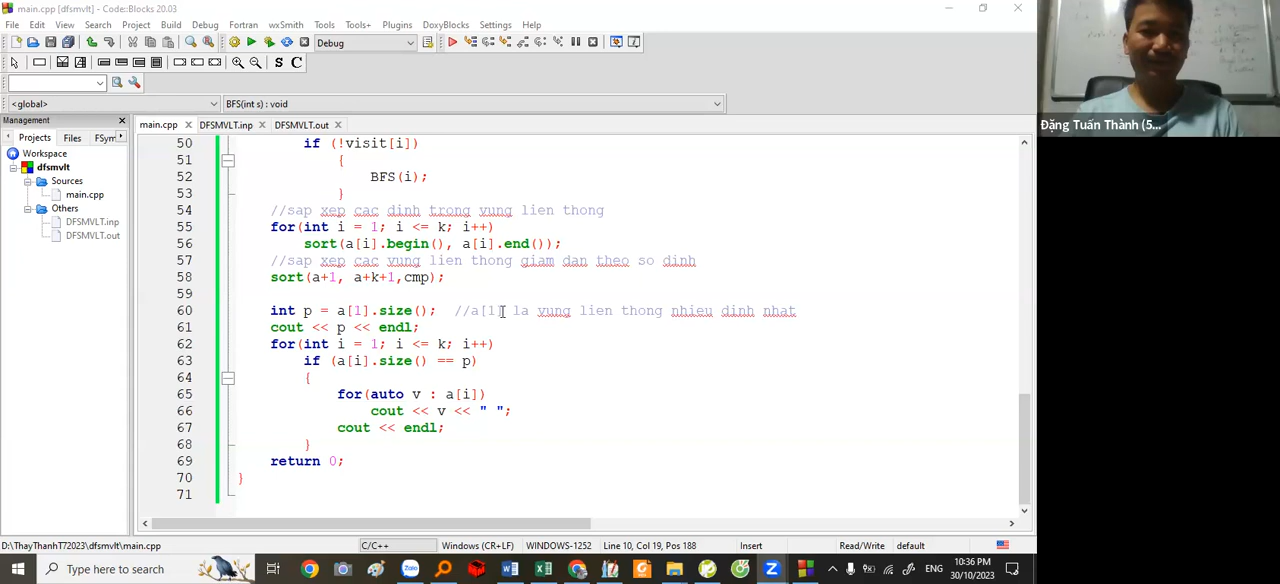 main.cpp [dfsmvlt] - Code::Blocks 20.03
File Edit View Search Project Build Debug Fortran wxSmith Tools Tools+ Plugins DoxyBlocks Settings Help
Debug
S C
<global> BFS(int s) : void
Management
main.cpp DFSMVLT.inp DFSMVLT.out
Projects Files FSym
Workspace
dfsmvlt
Sources
main.cpp
Others
DFSMVLT.inp
DFSMVLT.out
50 if (!visit[i])
51 {
52 BFS(i);
53 }
54 //sap xep cac dinh trong vung lien thong
55 for(int i = 1; i <= k; i++)
56 sort(a[i].begin(), a[i].end());
57 //sap xep cac vung lien thong giam dan theo so dinh
58 sort(a+1, a+k+1,cmp);
59
60 int p = a[1].size(); //a[1] la vung lien thong nhieu dinh nhat
61 cout << p << endl;
62 for(int i = 1; i <= k; i++)
63 if (a[i].size() == p)
64 {
65 for(auto v : a[i])
66 cout << v << " ";
67 cout << endl;
68 }
69 return 0;
70 }
71
D:\ThayThanhT72023\dfsmvlt\main.cpp C/C++ Windows (CR+LF) WINDOWS-1252 Line 10, Col 19, Pos 188 Insert Read/Write default
Type here to search
ENG
10:36 PM
30/10/2023
Đặng Tuấn Thành (5...